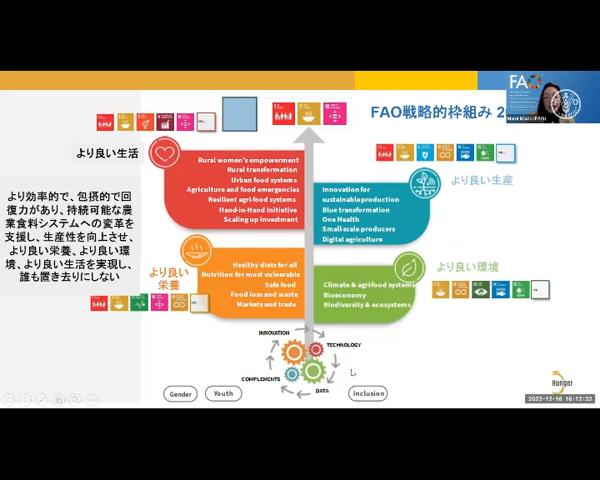 FAO戦略的枠組み 2
FAO
Mami Wada(FAO)
より良い生活
Rural women's empowerment
Rural transformation
Urban food systems
Agriculture and food emergencies
Resilient agri-food systems
Hand-in-Hand Initiative
Scaling up investment
より良い生産
Innovation for
sustainable production
Blue transformation
One Health
Small-scale producers
Digital agriculture
より効率的で、包摂的で回
復力があり、持続可能な農
業食料システムへの変革を
支援し、生産性を向上させ、
より良い栄養、より良い環
境、より良い生活を実現し、
誰も置き去りにしない
より良い
栄養
Healthy diets for all
Nutrition for most vulnerable
Safe food
Food loss and waste
Markets and trade
より良い環境
Climate & agrifood systems
Bioeconomy
Biodiversity & ecosystems
INNOVATION
TECHNOLOGY
COMPLEMENTS
DATA
Gender
Youth
Inclusion
Hunger
2022-12-16 16:12:32